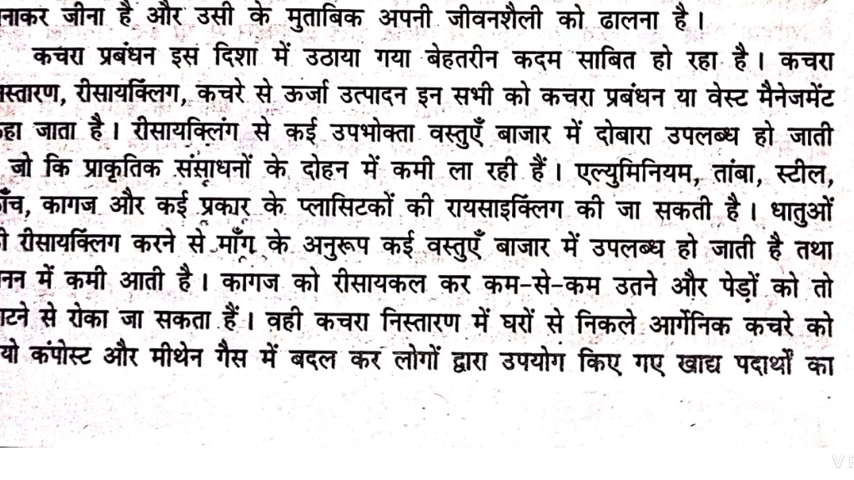 नाकर जीना है और उसी के मुताबिक अपनी जीवनशैली को ढालना है।
कचरा प्रबंधन इस दिशा में उठाया गया बेहतरीन कदम साबित हो रहा है। कचरा
स्तारण, रीसायक्लिग, कचरे से ऊर्जा उत्पादन इन सभी को कचरा प्रबंधन या वेस्ट मैनेजमेंट
हा जाता है। रीसायक्लिंग से कई उपभोक्ता वस्तुएँ बाजार में दोबारा उपलब्ध हो जाती
जो कि प्राकृतिक संसाधनों के दोहन में कमी ला रही हैं। एल्युमिनियम, तांबा, स्टील,
ाँच, कागज और कई प्रकार के प्लासिटकों की रायसाइक्लिग की जा सकती है। धातुओं
ी रीसायक्लिग करने से माँग के अनुरूप कई वस्तुएँ बाजार में उपलब्ध हो जाती है तथा
नन में कमी आती है। कागज को रीसायकल कर कम-से-कम उतने और पेड़ों को तो
ाटने से रोका जा सकता हैं। वही कचरा निस्तारण में घरों से निकले आर्गेनिक कचरे को
यो कंपोस्ट और मीथेन गैस में बदल कर लोगों द्वारा उपयोग किए गए खाद्य पदार्थों का